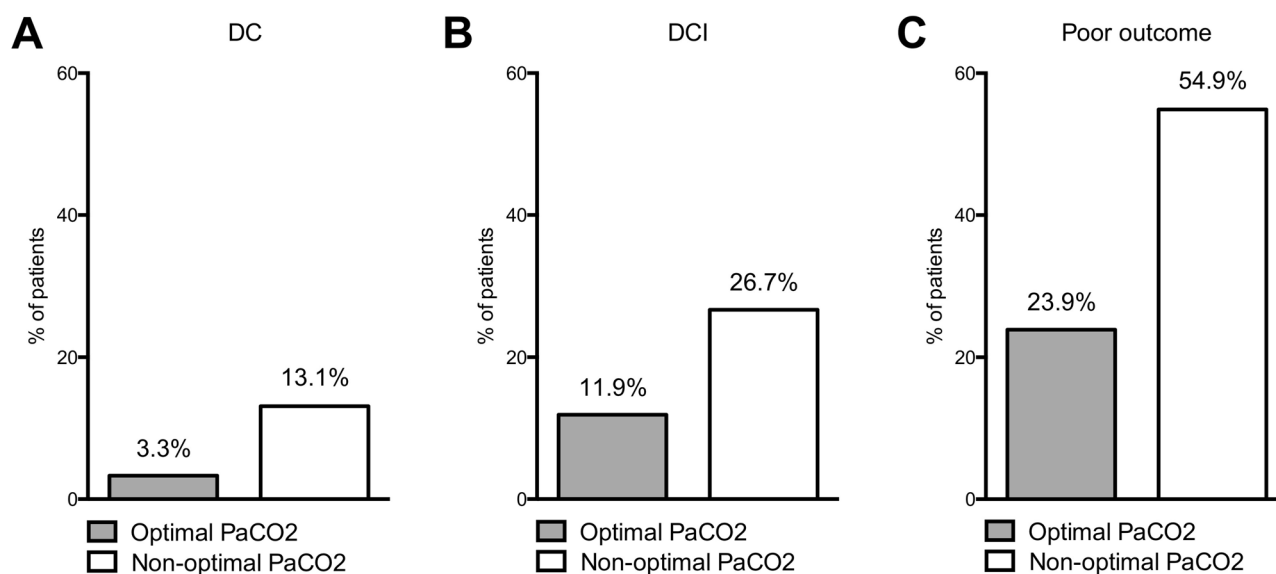 A
DC
% of patients
60
40
20
0
3.3%
13.1%
Optimal PaCO2
Non-optimal PaCO2
B
DCI
% of patients
60
40
20
0
11.9%
26.7%
Optimal PaCO2
Non-optimal PaCO2
C
Poor outcome
% of patients
60
40
20
0
23.9%
54.9%
Optimal PaCO2
Non-optimal PaCO2